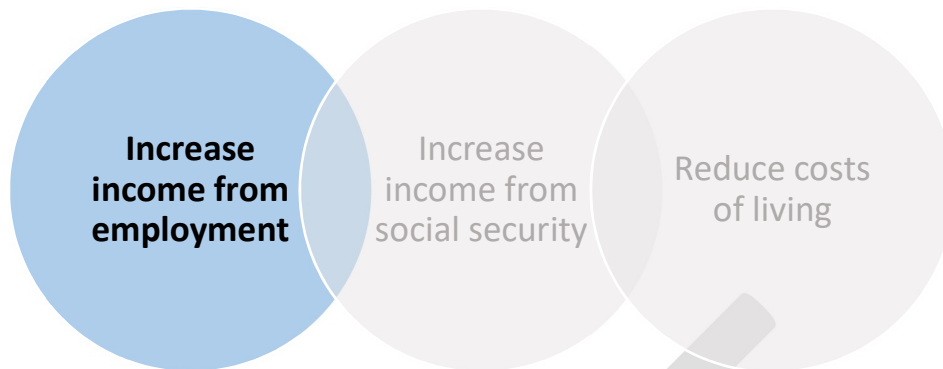 Increase
income from
employment
Increase
income from
social security
Reduce costs
of living